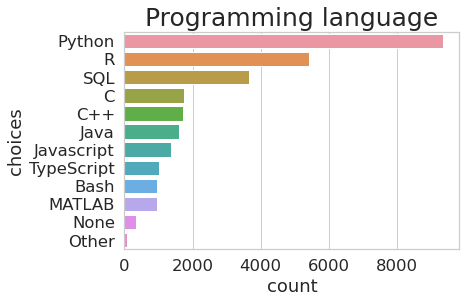 Programming language
Python
R
SQL
C
C++
Java
Javascript
TypeScript
Bash
MATLAB
None
Other
choices
0 2000 4000 6000 8000
count